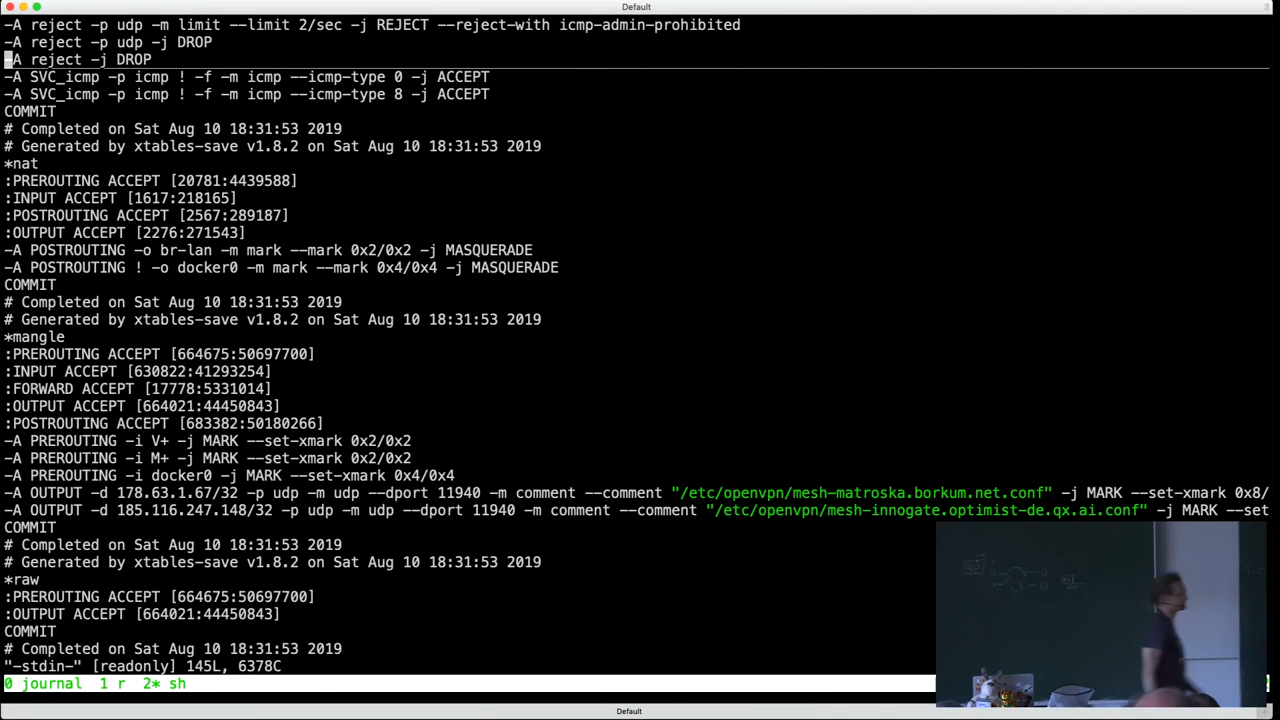 Default
3
-A reject -p udp -m limit --limit 2/sec -j REJECT --reject-with icmp-admin-prohibited
-A reject -p udp -j DROP
-A reject -j DROP
-A SVC_icmp -p icmp ! -f -m icmp --icmp-type 0 -j ACCEPT
-A SVC_icmp -p icmp ! -f -m icmp --icmp-type 8 -j ACCEPT
COMMIT
# Completed on Sat Aug 10 18:31:53 2019
# Generated by xtables-save v1.8.2 on Sat Aug 10 18:31:53 2019
*nat
:PREROUTING ACCEPT [20781:4439588]
:INPUT ACCEPT [1617:218165]
:POSTROUTING ACCEPT [2567:289187]
:OUTPUT ACCEPT [2276:271543]
-A POSTROUTING -o br-lan -m mark --mark 0x2/0x2 -j MASQUERADE
-A POSTROUTING ! -o docker0 -m mark --mark 0x4/0x4 -j MASQUERADE
COMMIT
# Completed on Sat Aug 10 18:31:53 2019
# Generated by xtables-save v1.8.2 on Sat Aug 10 18:31:53 2019
*mangle
:PREROUTING ACCEPT [664675:50697700]
:INPUT ACCEPT [630822:41293254]
:FORWARD ACCEPT [17778:5331014]
:OUTPUT ACCEPT [664021:44450843]
:POSTROUTING ACCEPT [683382:50180266]
-A PREROUTING -i V+ -j MARK --set-xmark 0x2/0x2
-A PREROUTING -i M+ -j MARK --set-xmark 0x2/0x2
-A PREROUTING -i docker0 -j MARK --set-xmark 0x4/0x4
-A OUTPUT -d 178.63.1.67/32 -p udp -m udp --dport 11940 -m comment --comment "/etc/openvpn/mesh-matroska.borkum.net.conf" -j MARK --set-xmark 0x8/
-A OUTPUT -d 185.116.247.148/32 -p udp -m udp --dport 11940 -m comment --comment "/etc/openvpn/mesh-innogate.optimist-de.qx.ai.conf" -j MARK --set
COMMIT
# Completed on Sat Aug 10 18:31:53 2019
# Generated by xtables-save v1.8.2 on Sat Aug 10 18:31:53 2019
*raw
:PREROUTING ACCEPT [664675:50697700]
:OUTPUT ACCEPT [664021:44450843]
COMMIT
# Completed on Sat Aug 10 18:31:53 2019
"-stdin-" [readonly] 145L, 6378C
0 journal 1 r 2* sh
Default